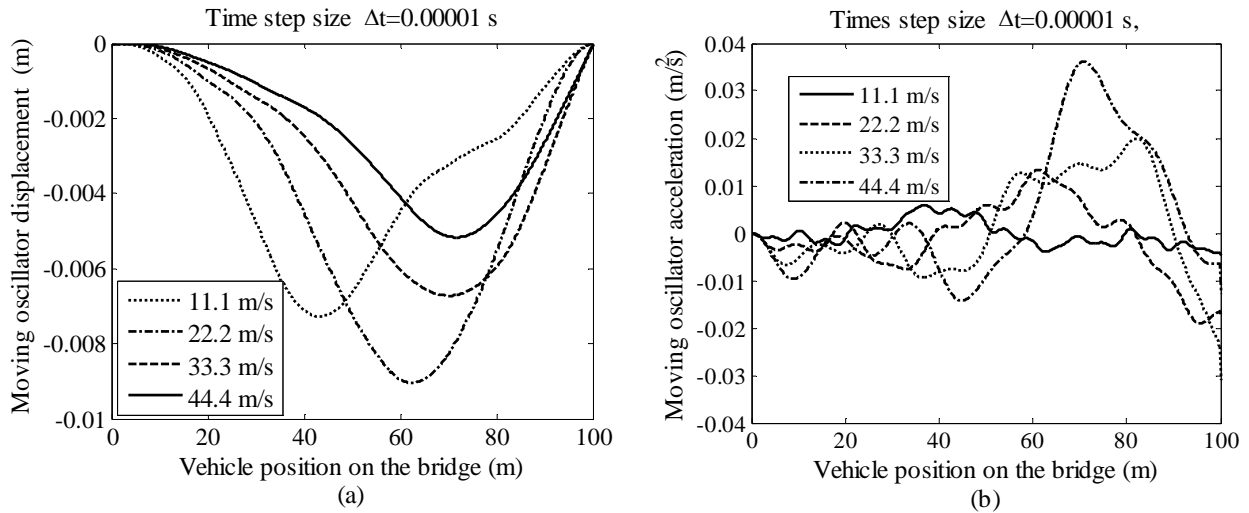 Time step size Δt=0.00001 s
Moving oscillator displacement (m)
0
-0.002
-0.004
-0.006
-0.008
-0.01
11.1 m/s
22.2 m/s
33.3 m/s
44.4 m/s
0 20 40 60 80 100
Vehicle position on the bridge (m)
(a)
Times step size Δt=0.00001 s,
Moving oscillator acceleration (m/s²)
0.04
0.03
0.02
0.01
0
-0.01
-0.02
-0.03
-0.04
11.1 m/s
22.2 m/s
33.3 m/s
44.4 m/s
0 20 40 60 80 100
Vehicle position on the bridge (m)
(b)